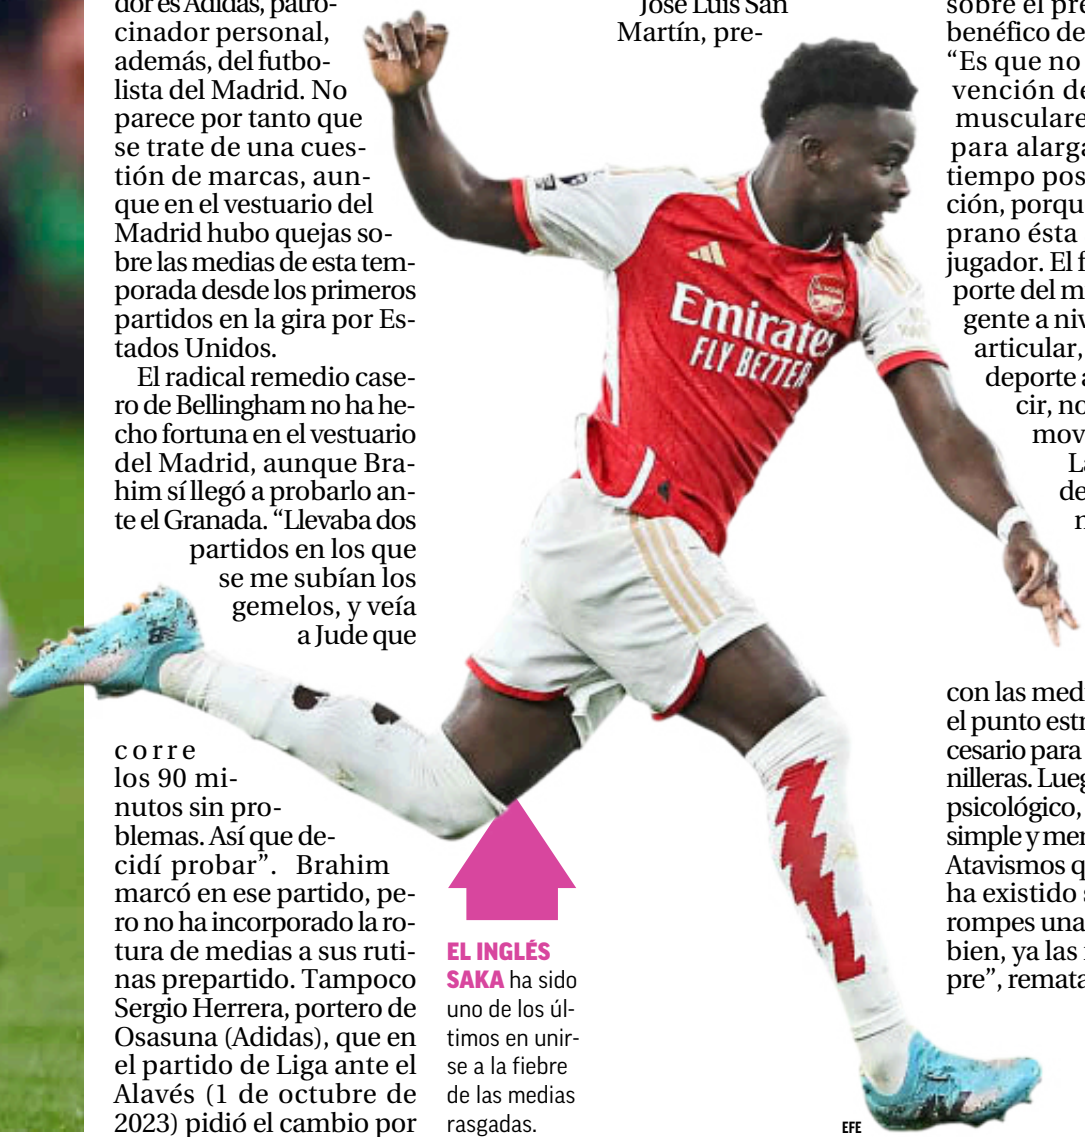 dor es Adidas, patro-
cinador personal,
además, del futbo-
lista del Madrid. No
parece por tanto que
se trate de una cues-
tión de marcas, aun-
que en el vestuario del
Madrid hubo quejas so-
bre las medias de esta tem-
porada desde los primeros
partidos en la gira por Es-
tados Unidos.
El radical remedio case-
ro de Bellingham no ha he-
cho fortuna en el vestuario
del Madrid, aunque Bra-
him sí llegó a probarlo an-
te el Granada. “Llevaba dos
partidos en los que
se me subían los
gemelos, y veía
a Jude que
corre
los 90 mi-
nutos sin pro-
blemas. Así que de-
cidí probar”. Brahim
marcó en ese partido, pe-
ro no ha incorporado la ro-
tura de medias a sus ruti-
nas prepartido. Tampoco
Sergio Herrera, portero de
Osasuna (Adidas), que en
el partido de Liga ante el
Alavés (1 de octubre de
2023) pidió el cambio por
José Luis San
Martín, pre-
Emirates
FLY BETTER
EL INGLÉS
SAKA ha sido
uno de los úl-
timos en unir-
se a la fiebre
de las medias
rasgadas.
EFE
sobre el pre
benéfico de
“Es que no
vención de
musculare
para alarga
tiempo pos
ción, porqu
prano ésta
jugador. El f
porte del m
gente a niv
articular,
deporte a
cir, no
mov
La
de
con las medi
el punto estr
cesario para
nilleras. Lueg
psicológico,
simple y men
Atavismos q
ha existido s
rompes una
bien, ya las r
pre”, remata